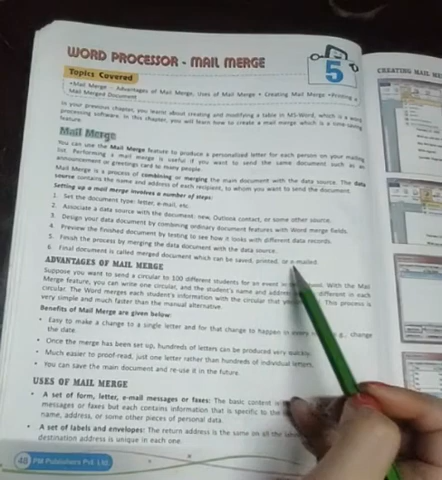 WORD PROCESSOR - MAIL MERGE
5
Topics Covered
•Mail Merge - Advantages of Mail Merge, Uses of Mail Merge • Creating Mail Merge •Printing a
Mail Merged Document
In your previous chapter, you learnt about creating and modifying a table in MS-Word, which is a word
processing software. In this chapter, you will learn how to create a mail merge which is a time-saving
feature.
Mail Merge
You can use the Mail Merge feature to produce a personalised letter for each person on your mailing
list. Performing a mail merge is useful if you want to send the same document such as an
announcement or greetings card to many people.
Mail Merge is a process of combining or merging the main document with the data source. The data
source contains the name and address of each recipient, to whom you want to send the document.
Setting up a mail merge involves a number of steps:
1. Set the document type: letter, e-mail, etc.
2. Associate a data source with the document: new, Outlook contact, or some other source.
3. Design your data document by combining ordinary document features with Word merge fields.
4. Preview the finished document by testing to see how it looks with different data records.
5. Finish the process by merging the data document with the data source.
6. Final document is called merged document which can be saved, printed, or e-mailed.
ADVANTAGES OF MAIL MERGE
Suppose you want to send a circular to 100 different students for an event in With the Mail
Merge feature, you can write one circular, and the student's name and address different in each
circular. The Word merges each student's information with the circular that This process is
very simple and much faster than the manual alternative.
Benefits of Mail Merge are given below:
• Easy to make a change to a single letter and for that change to happen in every change
the date.
• Once the merge has been set up, hundreds of letters can be produced very quickly.
• Much easier to proof-read, just one letter rather than hundreds of individual letters.
• You can save the main document and re-use it in the future.
USES OF MAIL MERGE
• A set of form, letter, e-mail messages or faxes: The basic content is
messages or faxes but each contains information that is specific to the
name, address, or some other pieces of personal data.
• A set of labels and envelopes: The return address is the same on all the
destination address is unique in each one.
48 PM Publishers Pvt. Ltd.
CREATING MAIL ME